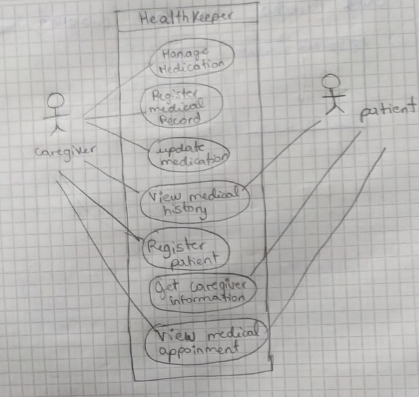 HealthKeeper
Manage
Medication
Register
medical
Record
caregiver
update
medication
patient
View medical
history
Register
patient
Get caregiver
information
View medical
appoinment